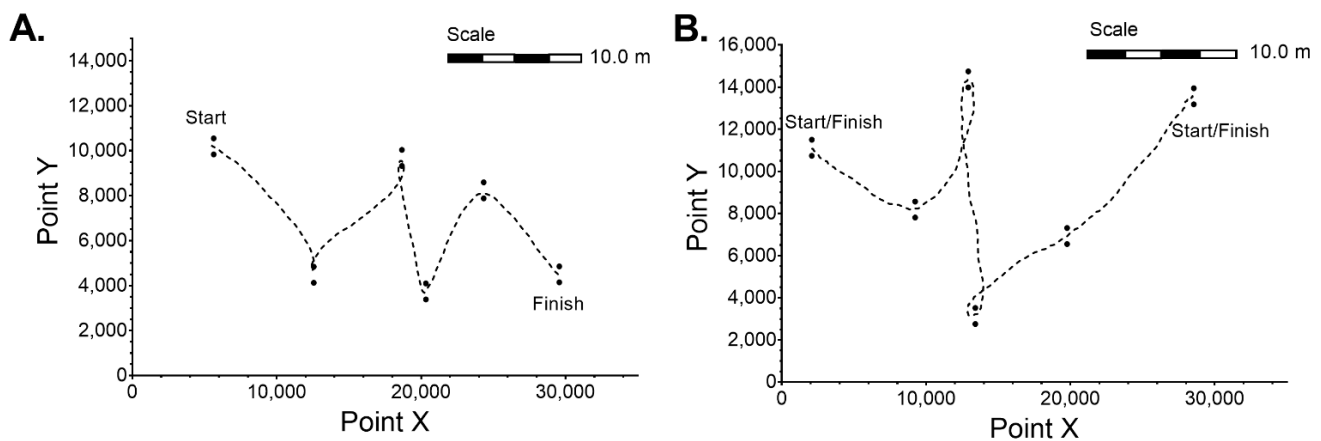 A.
Scale
10.0 m
14,000
12,000
10,000
8,000
6,000
4,000
2,000
0
Point Y
Start
Finish
0
10,000
20,000
30,000
Point X
B.
Scale
10.0 m
16,000
14,000
12,000
10,000
8,000
6,000
4,000
2,000
0
Point Y
Start/Finish
Start/Finish
0
10,000
20,000
30,000
Point X